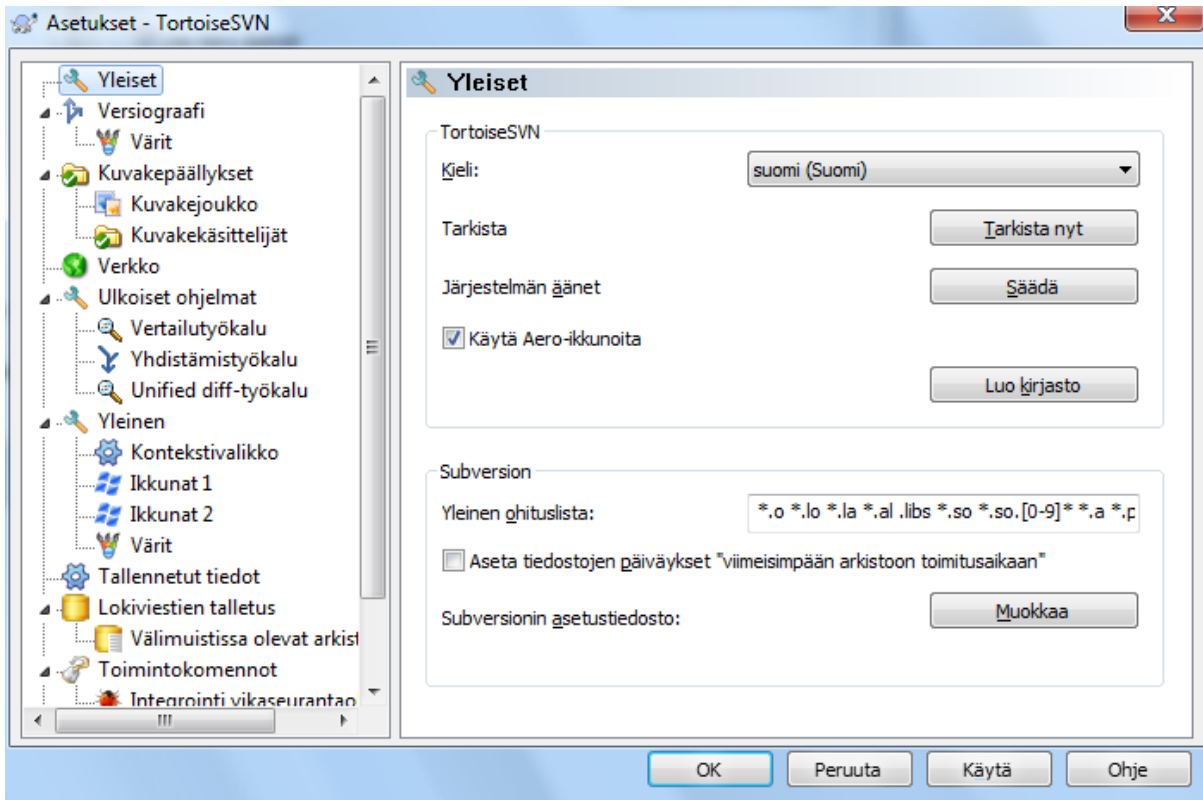 Asetukset - TortoiseSVN
Yleiset
Versiograafi
Värit
Kuvakepäällykset
Kuvakejoukko
Kuvakekäsittelijät
Verkko
Ulkoiset ohjelmat
Vertailutyökalu
Yhdistämistyökalu
Unified diff-työkalu
Yleinen
Kontekstivalikko
Ikkunat 1
Ikkunat 2
Värit
Tallennetut tiedot
Lokiviestien talletus
Välimuistissa olevat arkist
Toimintokomennot
Integrointi vikaseurantao
Yleiset
TortoiseSVN
Kieli: suomi (Suomi)
Tarkista Tarkista nyt
Järjestelmän äänet Säädä
Käytä Aero-ikkunoita
Luo kirjasto
Subversion
Yleinen ohituslista: *.o *.lo *.la *.al .libs *.so *.so.[0-9]* *.a *.p
Aseta tiedostojen päiväykset "viimeisimpään arkistoon toimitusaikaan"
Subversionin asetustiedosto: Muokkaa
OK Peruuta Käytä Ohje